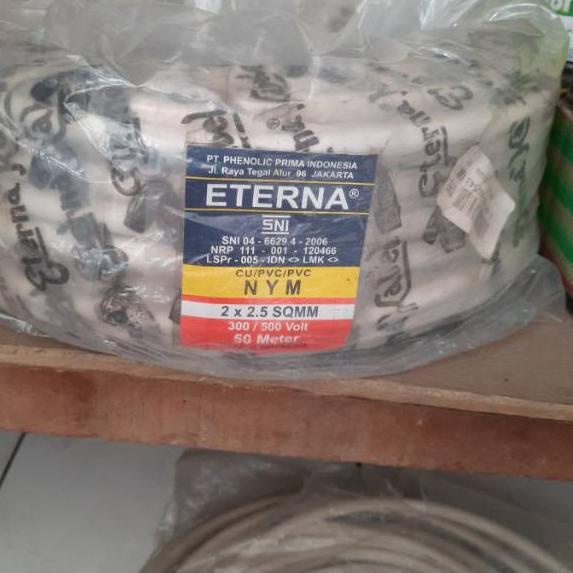 PT. PHENOLIC PRIMA INDONESIA
Jl. Raya Tegal Alur 96 JAKARTA
ETERNA®
SNI
SNI 04 - 6629 4 - 2006
NRP 111 - 001 - 120466
LSPr - 005 - IDN <> LMK <>
CU/PVC/PVC
NYM
2 x 2.5 SQMM
300 / 500 Volt
50 Meter
Eterna
Eterna